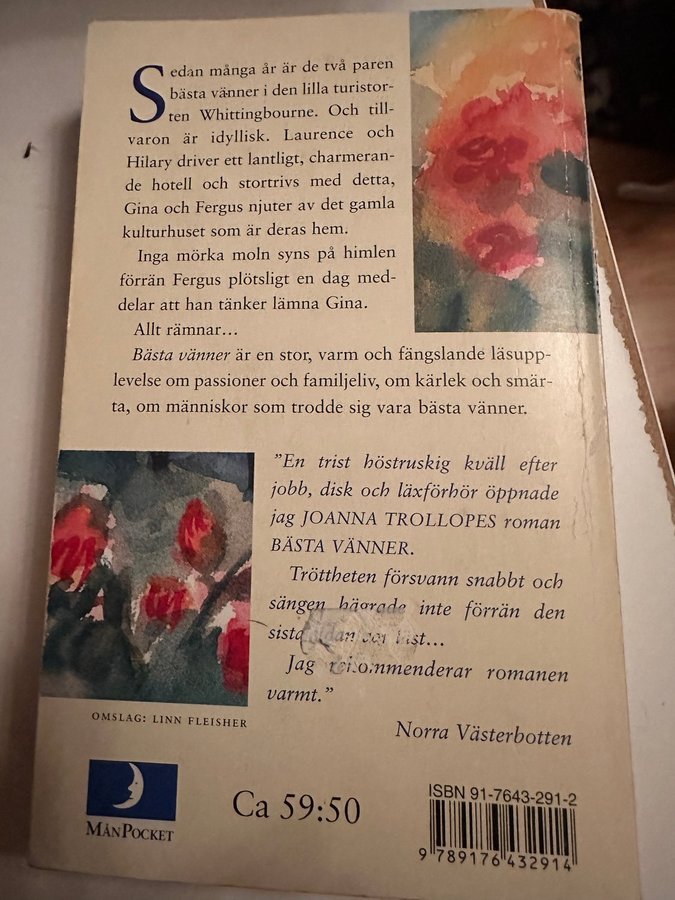 Sedan många år är de två paren
bästa vänner i den lilla turistor-
ten Whittingbourne. Och till-
varon är idyllisk. Laurence och
Hilary driver ett lantligt, charmeran-
de hotell och stortrivs med detta,
Gina och Fergus njuter av det gamla
kulturhuset som är deras hem.
Inga mörka moln syns på himlen
förrän Fergus plötsligt en dag med-
delar att han tänker lämna Gina.
Allt rämnar...
Bästa vänner är en stor, varm och fängslande läsupp-
levelse om passioner och familjeliv, om kärlek och smär-
ta, om människor som trodde sig vara bästa vänner.
”En trist höstruskig kväll efter
jobb, disk och läxförhör öppnade
jag JOANNA TROLLOPES roman
BÄSTA VÄNNER.
Tröttheten försvann snabbt och
sängen hägrade inte förrän den
sista
Jag rekommenderar romanen
varmt.”
Norra Västerbotten
OMSLAG: LINN FLEISHER
MÅNPOCKET
Ca 59:50
ISBN 91-7643-291-2
9 789176 432914